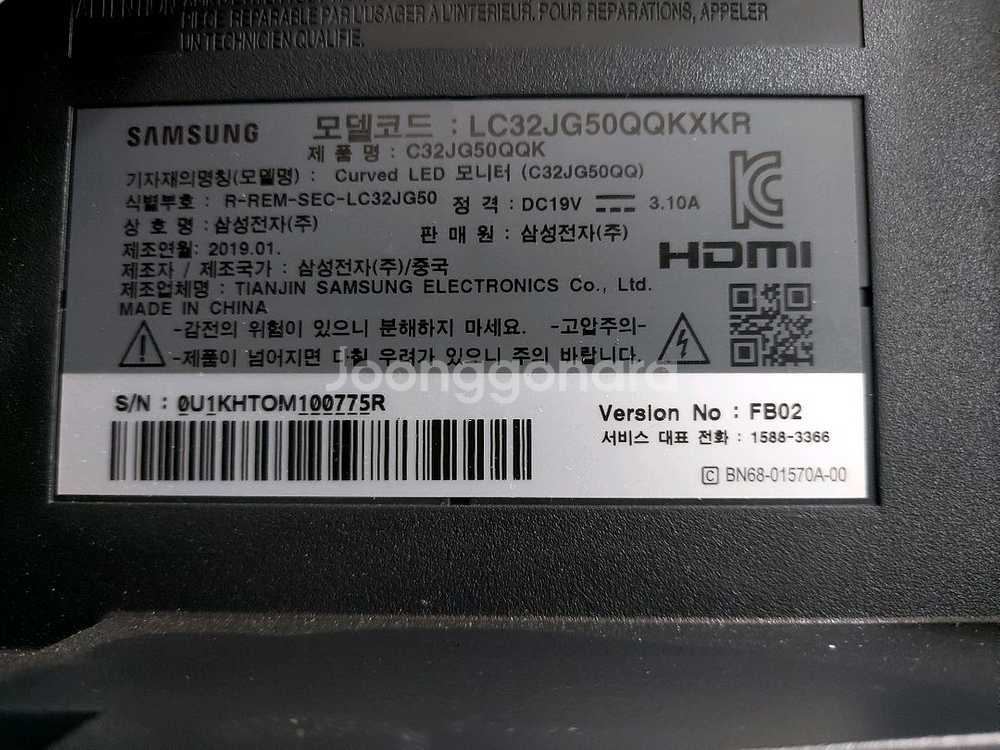 PIÈCE REPARABLE PAR L'USAGER A L'INTERIEUR. POUR REPARATIONS, APPELER
UN TECHNICIEN QUALIFIE.
SAMSUNG 모델코드 : LC32JG50QQKXKR
제 품 명 : C32JG50QQK
기자재의명칭(모델명) : Curved LED 모니터 (C32JG50QQ)
식별부호 : R-REM-SEC-LC32JG50 정 격 : DC19V 3.10A
상 호 명 : 삼성전자(주) 판 매 원 : 삼성전자(주)
제조연월: 2019.01.
HDMI
제조자 / 제조국가 : 삼성전자(주)/중국
제조업체명 : TIANJIN SAMSUNG ELECTRONICS Co., Ltd.
MADE IN CHINA
-감전의 위험이 있으니 분해하지 마세요. -고압주의-
-제품이 넘어지면 다칠 우려가 있으니 주의 바랍니다.
Joonggonara
S/N : 0U1KHTOM100775R
Version No : FB02
서비스 대표 전화 : 1588-3366
C BN68-01570A-00